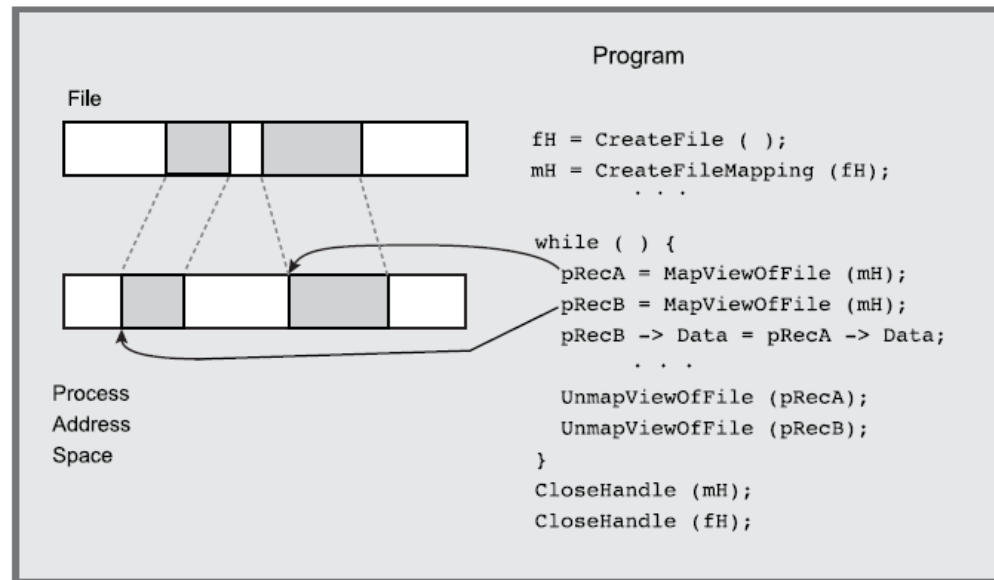 Program
File
fH = CreateFile ( );
mH = CreateFileMapping (fH);
. . .
while ( ) {
pRecA = MapViewOfFile (mH);
pRecB = MapViewOfFile (mH);
pRecB -> Data = pRecA -> Data;
. . .
UnmapViewOfFile (pRecA);
UnmapViewOfFile (pRecB);
}
CloseHandle (mH);
CloseHandle (fH);
Process
Address
Space